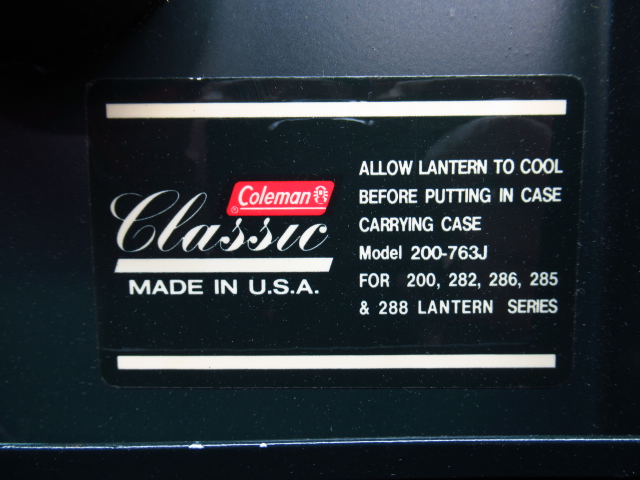 Coleman
®
Classic
MADE IN U.S.A.
ALLOW LANTERN TO COOL
BEFORE PUTTING IN CASE
CARRYING CASE
Model 200-763J
FOR 200, 282, 286, 285
& 288 LANTERN SERIES